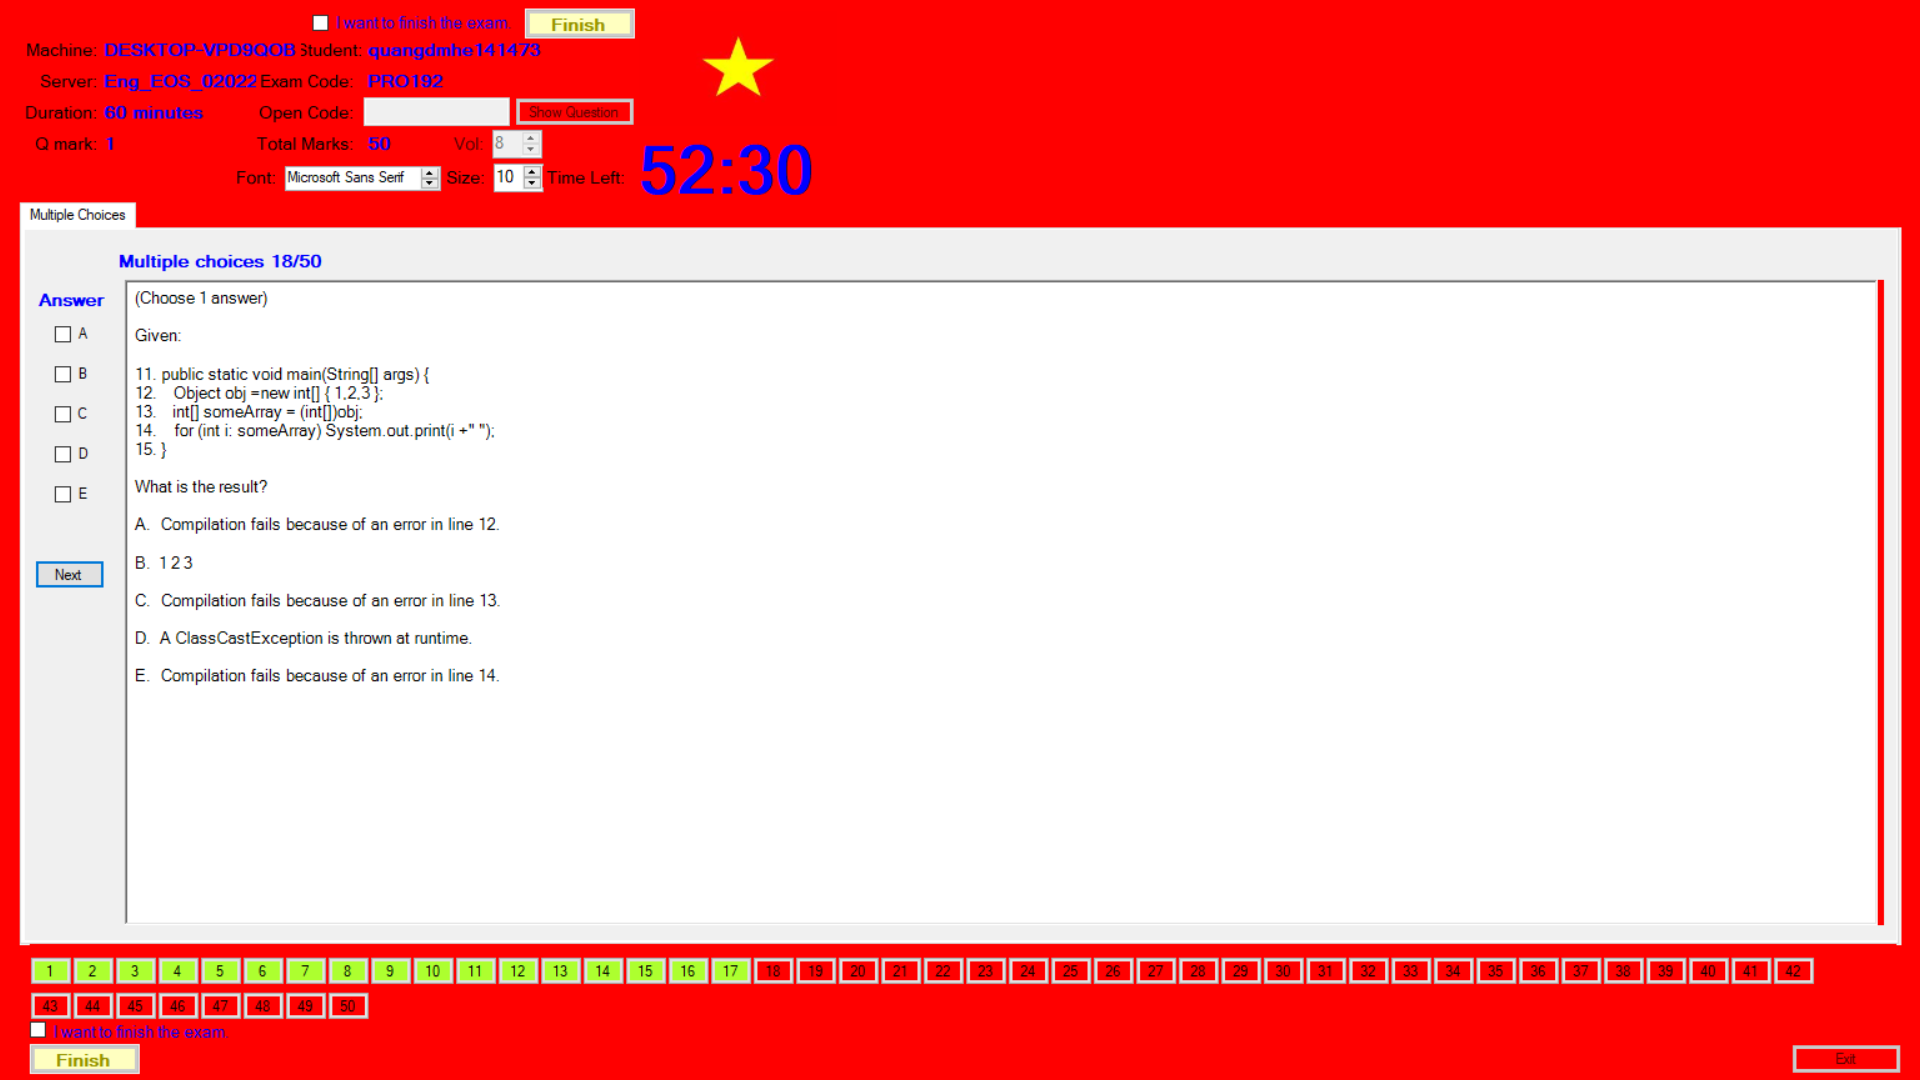 I want to finish the exam. Finish
Machine: DESKTOP-VPD9QOB Student: quangdmhe141473
Server: Eng_EOS_02022 Exam Code: PRO192
Duration: 60 minutes Open Code: Show Question
Q mark: 1 Total Marks: 50 Vol: 8
Font: Microsoft Sans Serif Size: 10 Time Left: 52:30
Multiple Choices
Multiple choices 18/50
Answer
A
B
C
D
E
Next
(Choose 1 answer)
Given:
11. public static void main(String[] args) {
12. Object obj =new int[] { 1,2,3 };
13. int[] someArray = (int[])obj;
14. for (int i: someArray) System.out.print(i +" ");
15. }
What is the result?
A. Compilation fails because of an error in line 12.
B. 1 2 3
C. Compilation fails because of an error in line 13.
D. A ClassCastException is thrown at runtime.
E. Compilation fails because of an error in line 14.
1 2 3 4 5 6 7 8 9 10 11 12 13 14 15 16 17 18 19 20 21 22 23 24 25 26 27 28 29 30 31 32 33 34 35 36 37 38 39 40 41 42
43 44 45 46 47 48 49 50
I want to finish the exam.
Finish
Exit